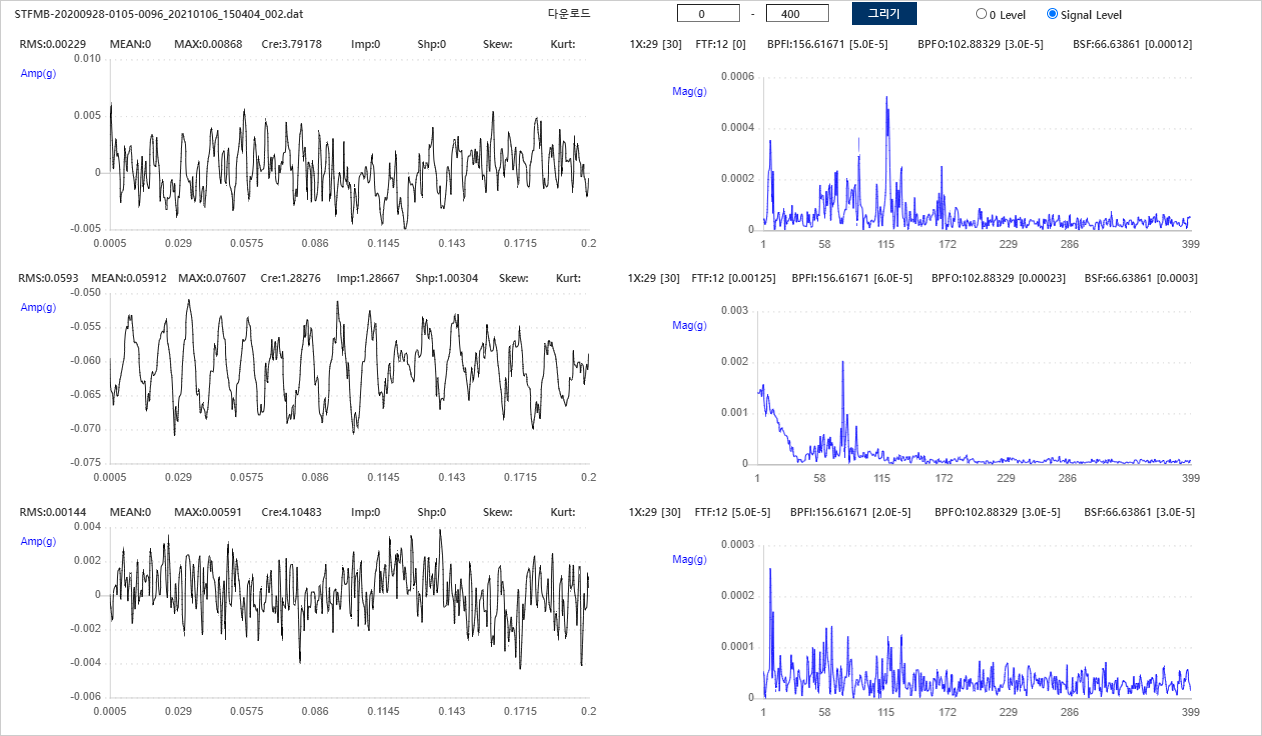 STFMB-20200928-0105-0096_20210106_150404_002.dat 다운로드 0 - 400 그리기 0 Level Signal Level
RMS:0.00229 MEAN:0 MAX:0.00868 Cre:3.79178 Imp:0 Shp:0 Skew: Kurt:
Amp(g)
0.010
0.005
0
-0.005
0.0005 0.029 0.0575 0.086 0.1145 0.143 0.1715 0.2
1X:29 [30] FTF:12 [0] BPFI:156.61671 [5.0E-5] BPFO:102.88329 [3.0E-5] BSF:66.63861 [0.00012]
Mag(g)
0.0006
0.0004
0.0002
0
1 58 115 172 229 286 399
RMS:0.0593 MEAN:0.05912 MAX:0.07607 Cre:1.28276 Imp:1.28667 Shp:1.00304 Skew: Kurt:
Amp(g)
-0.050
-0.055
-0.060
-0.065
-0.070
-0.075
0.0005 0.029 0.0575 0.086 0.1145 0.143 0.1715 0.2
1X:29 [30] FTF:12 [0.00125] BPFI:156.61671 [6.0E-5] BPFO:102.88329 [0.00023] BSF:66.63861 [0.0003]
Mag(g)
0.003
0.002
0.001
0
1 58 115 172 229 286 399
RMS:0.00144 MEAN:0 MAX:0.00591 Cre:4.10483 Imp:0 Shp:0 Skew: Kurt:
Amp(g)
0.004
0.002
0
-0.002
-0.004
-0.006
0.0005 0.029 0.0575 0.086 0.1145 0.143 0.1715 0.2
1X:29 [30] FTF:12 [5.0E-5] BPFI:156.61671 [2.0E-5] BPFO:102.88329 [3.0E-5] BSF:66.63861 [3.0E-5]
Mag(g)
0.0003
0.0002
0.0001
0
1 58 115 172 229 286 399